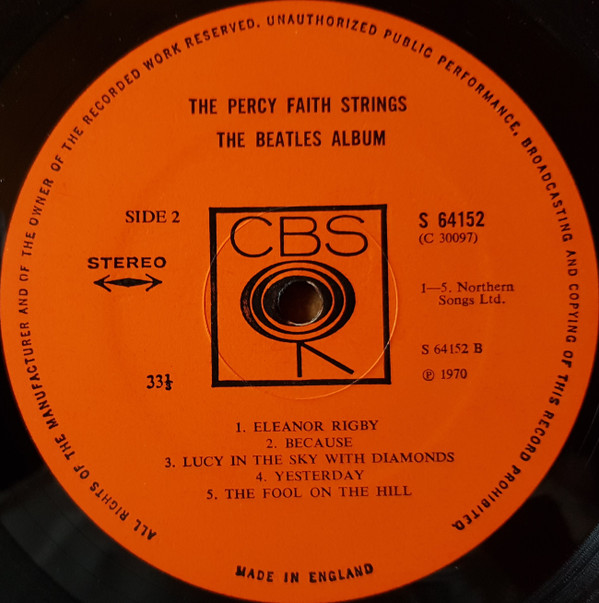 ALL RIGHTS OF THE MANUFACTURER AND OF THE OWNER OF THE RECORDED WORK RESERVED. UNAUTHORIZED PUBLIC PERFORMANCE, BROADCASTING AND COPYING OF THIS RECORD PROHIBITED.
THE PERCY FAITH STRINGS
THE BEATLES ALBUM
SIDE 2
STEREO
33⅓
CBS
S 64152
(C 30097)
1—5. Northern
Songs Ltd.
S 64152 B
℗ 1970
1. ELEANOR RIGBY
2. BECAUSE
3. LUCY IN THE SKY WITH DIAMONDS
4. YESTERDAY
5. THE FOOL ON THE HILL
MADE IN ENGLAND